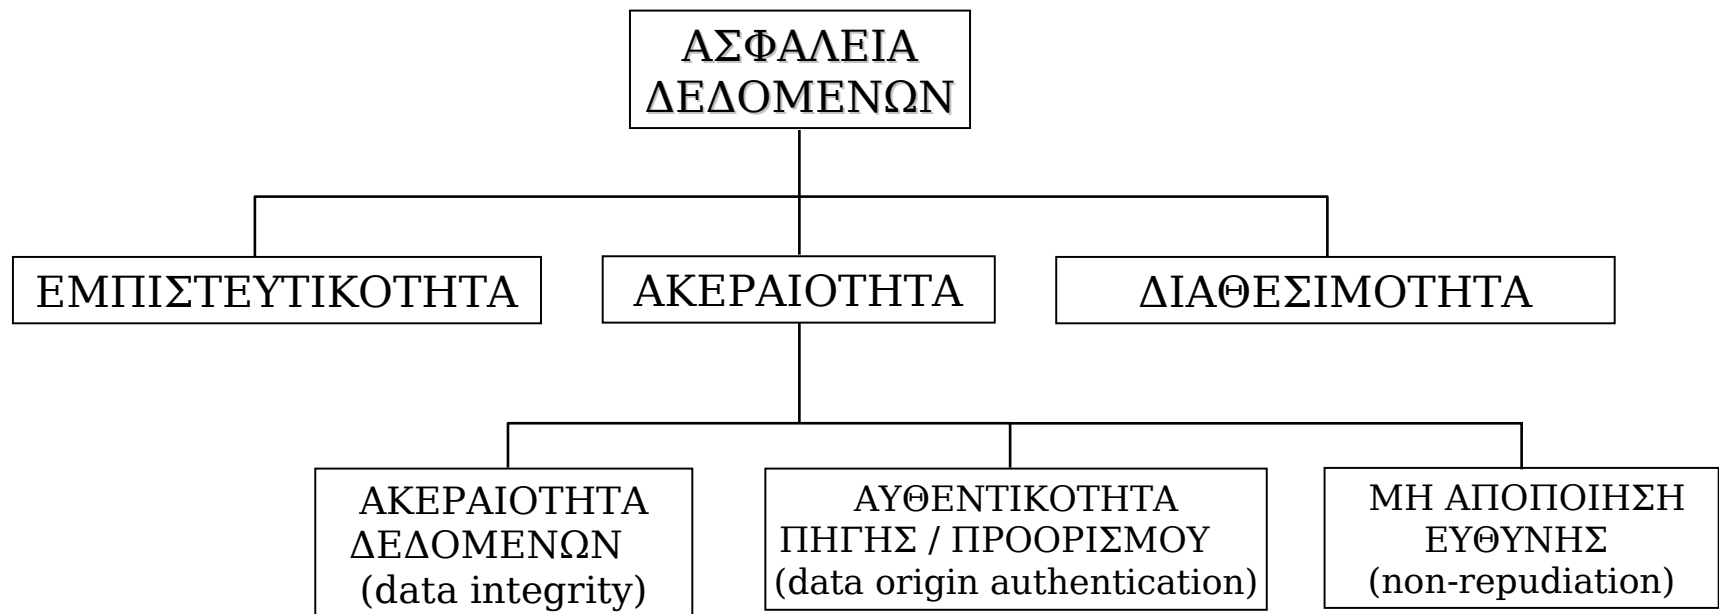 ΑΣΦΑΛΕΙΑ
ΔΕΔΟΜΕΝΩΝ
ΕΜΠΙΣΤΕΥΤΙΚΟΤΗΤΑ
ΑΚΕΡΑΙΟΤΗΤΑ
ΔΙΑΘΕΣΙΜΟΤΗΤΑ
ΑΚΕΡΑΙΟΤΗΤΑ
ΔΕΔΟΜΕΝΩΝ
(data integrity)
ΑΥΘΕΝΤΙΚΟΤΗΤΑ
ΠΗΓΗΣ / ΠΡΟΟΡΙΣΜΟΥ
(data origin authentication)
ΜΗ ΑΠΟΠΟΙΗΣΗ
ΕΥΘΥΝΗΣ
(non-repudiation)